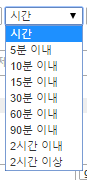 시간
시간
5분 이내
10분 이내
15분 이내
30분 이내
60분 이내
90분 이내
2시간 이내
2시간 이상